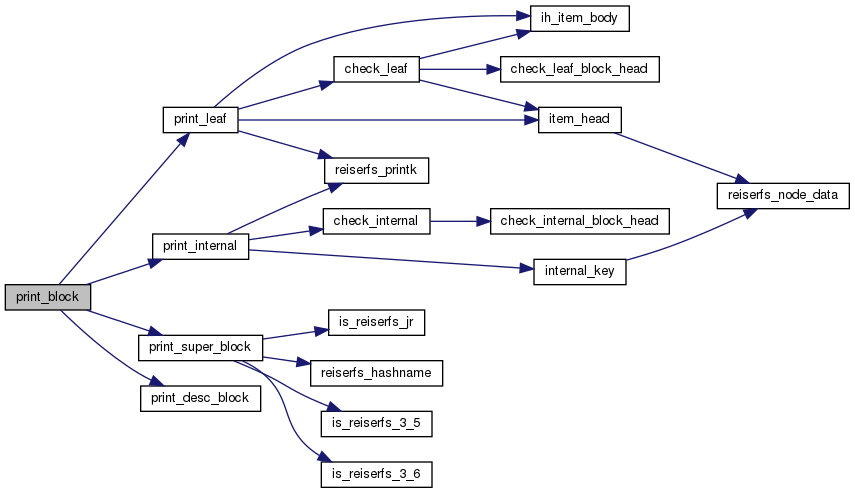 ih_item_body
check_leaf
check_leaf_block_head
print_leaf
item_head
reiserfs_printk
reiserfs_node_data
check_internal
check_internal_block_head
print_internal
internal_key
print_block
is_reiserfs_jr
print_super_block
reiserfs_hashname
print_desc_block
is_reiserfs_3_5
is_reiserfs_3_6